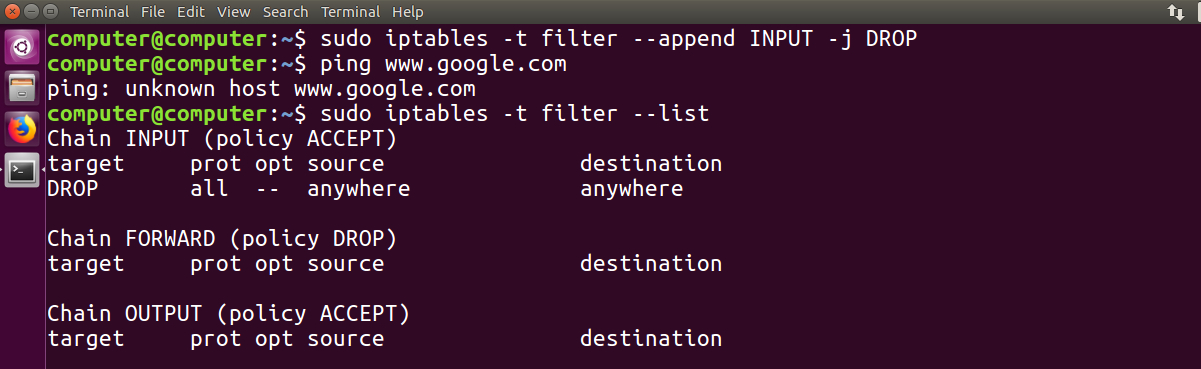 Terminal File Edit View Search Terminal Help
computer@computer:~$ sudo iptables -t filter --append INPUT -j DROP
computer@computer:~$ ping www.google.com
ping: unknown host www.google.com
computer@computer:~$ sudo iptables -t filter --list
Chain INPUT (policy ACCEPT)
target     prot opt source               destination
DROP       all  --  anywhere             anywhere

Chain FORWARD (policy DROP)
target     prot opt source               destination

Chain OUTPUT (policy ACCEPT)
target     prot opt source               destination